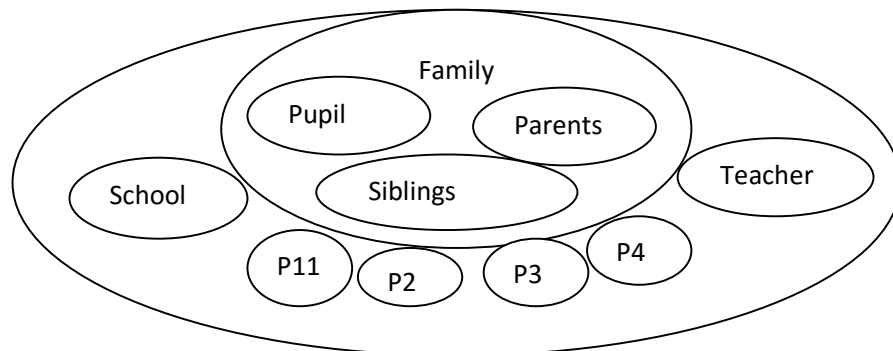 Family
Pupil
Parents
Siblings
School
Teacher
P11
P2
P3
P4